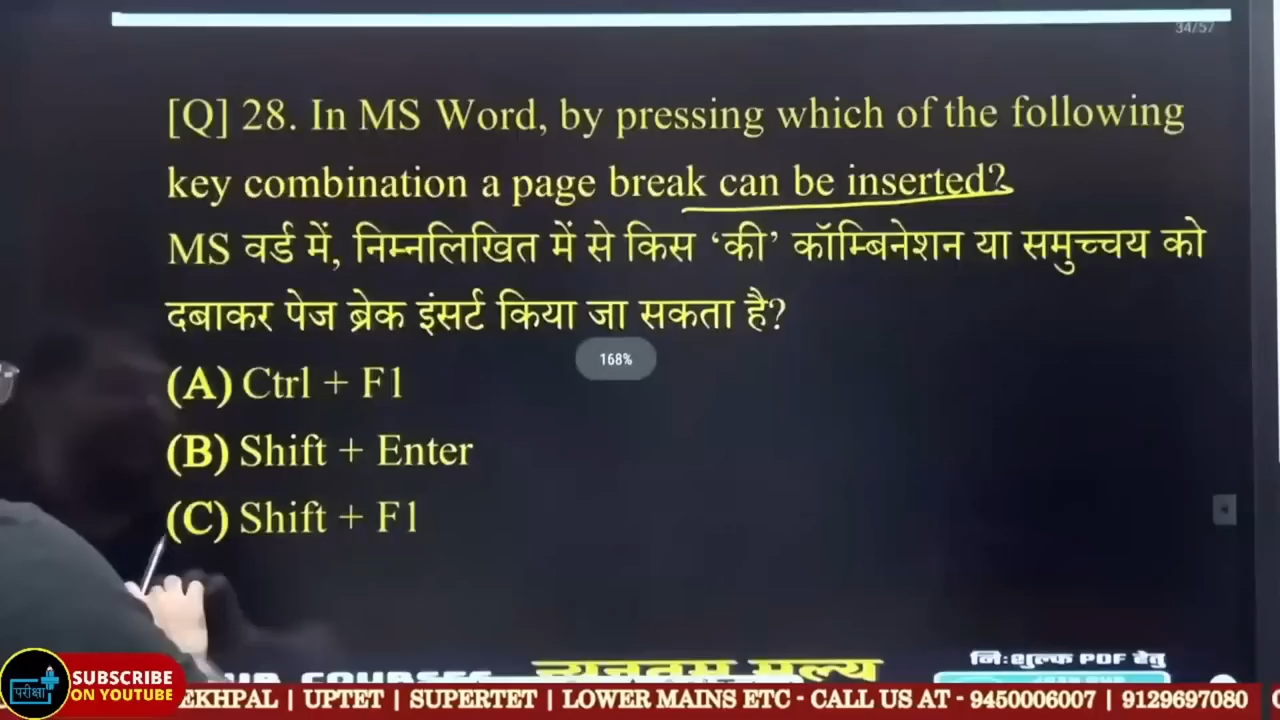 34/57
[Q] 28. In MS Word, by pressing which of the following
key combination a page break can be inserted?
MS वर्ड में, निम्नलिखित में से किस ‘की’ कॉम्बिनेशन या समुच्चय को
दबाकर पेज ब्रेक इंसर्ट किया जा सकता है?
168%
(A) Ctrl + F1
(B) Shift + Enter
(C) Shift + F1
न्यूनतम मूल्य
निःशुल्क PDF हेतु
परीक्षा
SUBSCRIBE
ON YOUTUBE
EKHPAL | UPTET | SUPERTET | LOWER MAINS ETC - CALL US AT - 9450006007 | 9129697080